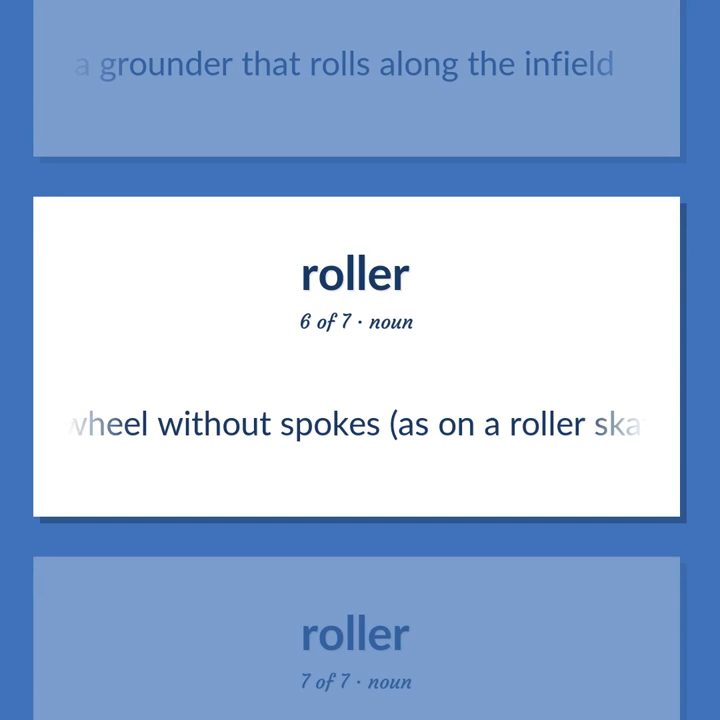 a grounder that rolls along the infield
roller
6 of 7 · noun
wheel without spokes (as on a roller ska
roller
7 of 7 · noun